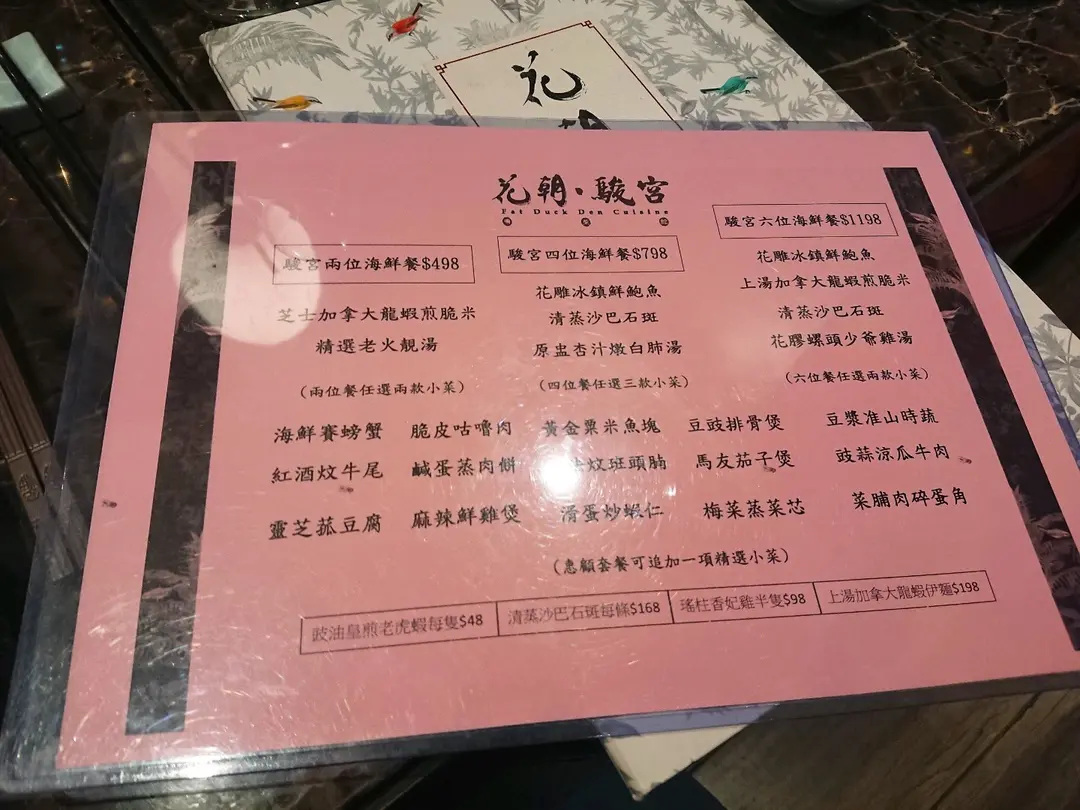 花
花朝·駿宮
Fat Duck Den Cuisine
駿宮兩位海鮮餐$498
芝士加拿大龍蝦煎脆米
精選老火靚湯
(兩位餐任選兩款小菜)
駿宮四位海鮮餐$798
花雕冰鎮鮮鮑魚
清蒸沙巴石斑
原盅杏汁燉白肺湯
(四位餐任選三款小菜)
駿宮六位海鮮餐$1198
花雕冰鎮鮮鮑魚
上湯加拿大龍蝦煎脆米
清蒸沙巴石斑
花膠螺頭少爺雞湯
(六位餐任選兩款小菜)
海鮮賽螃蟹 脆皮咕嚕肉 黃金粟米魚塊 豆豉排骨煲 豆漿准山時蔬
紅酒炆牛尾 鹹蛋蒸肉餅 炆班頭腩 馬友茄子煲 豉蒜涼瓜牛肉
靈芝菰豆腐 麻辣鮮雞煲 滑蛋炒蝦仁 梅菜蒸菜芯 菜脯肉碎蛋角
(惠顧套餐可追加一項精選小菜)
豉油皇煎老虎蝦每隻$48 清蒸沙巴石斑每條$168 瑤柱香妃雞半隻$98 上湯加拿大龍蝦伊麵$198